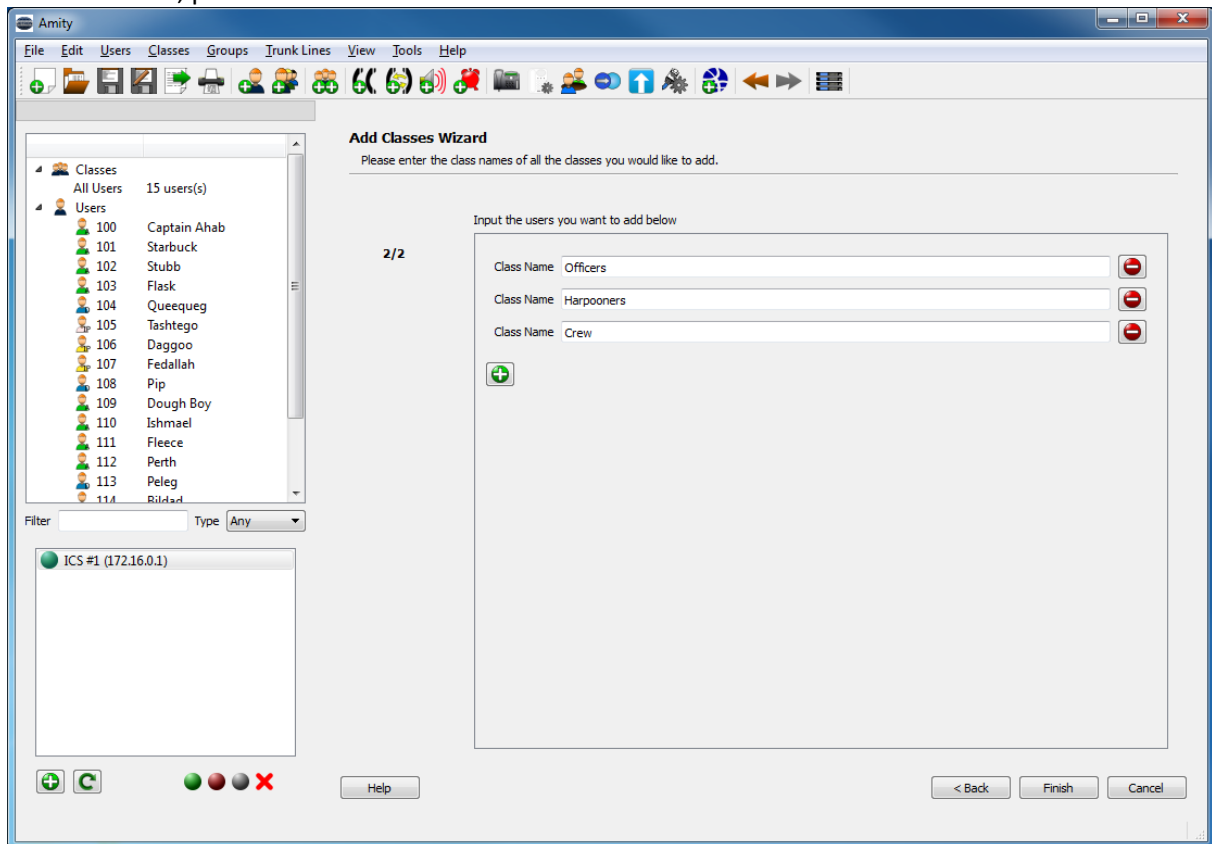 Amity
File Edit Users Classes Groups Trunk Lines View Tools Help
Add Classes Wizard
Please enter the class names of all the classes you would like to add.
Classes
All Users 15 users(s)
Users
100 Captain Ahab
101 Starbuck
102 Stubb
103 Flask
104 Queequeg
105 Tashtego
106 Daggoo
107 Fedallah
108 Pip
109 Dough Boy
110 Ishmael
111 Fleece
112 Perth
113 Peleg
114 Bildad
Filter Type Any
ICS #1 (172.16.0.1)
Input the users you want to add below
2/2
Class Name Officers
Class Name Harpooners
Class Name Crew
Help < Back Finish Cancel